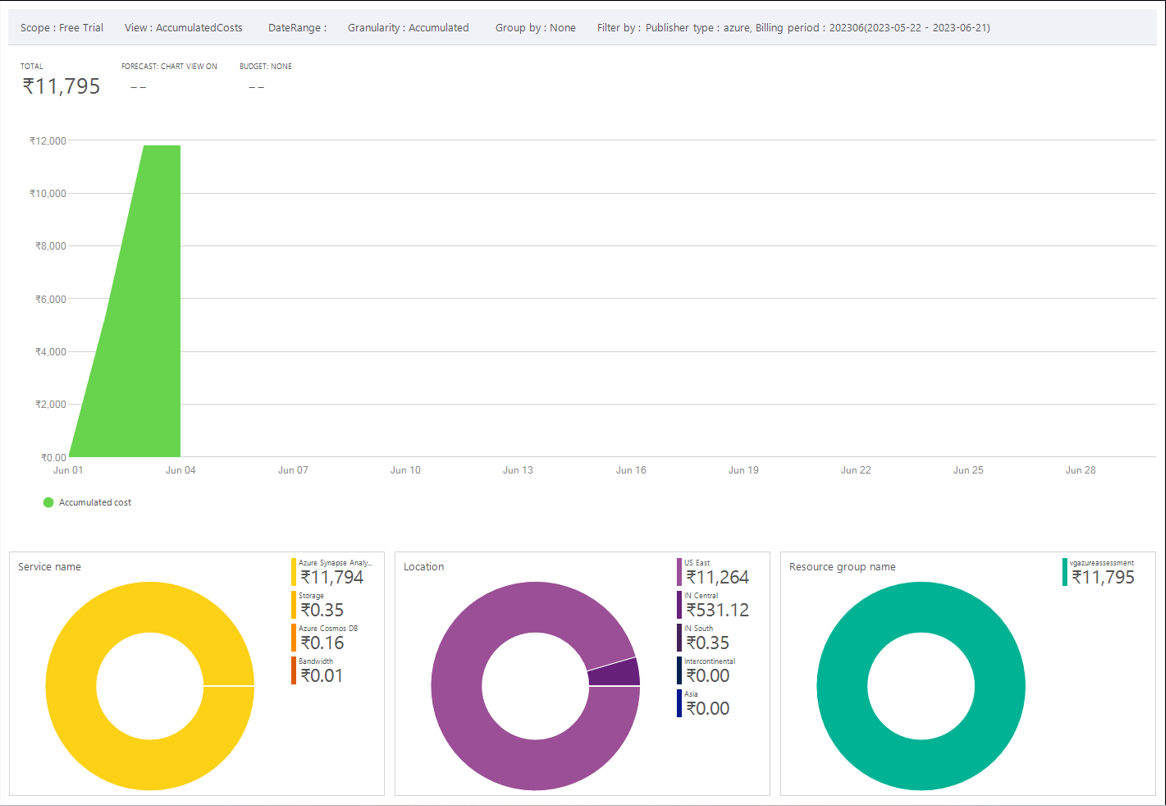 Scope : Free Trial View : AccumulatedCosts DateRange : Granularity : Accumulated Group by : None Filter by : Publisher type : azure, Billing period : 202306(2023-05-22 - 2023-06-21)
TOTAL FORECAST: CHART VIEW ON BUDGET: NONE
₹11,795 -- --
₹12,000
₹10,000
₹8,000
₹6,000
₹4,000
₹2,000
₹0.00
Jun 01 Jun 04 Jun 07 Jun 10 Jun 13 Jun 16 Jun 19 Jun 22 Jun 25 Jun 28
Accumulated cost
Service name
Azure Synapse Analy...
₹11,794
Storage
₹0.35
Azure Cosmos DB
₹0.16
Bandwidth
₹0.01
Location
US East
₹11,264
IN Central
₹531.12
IN South
₹0.35
Intercontinental
₹0.00
Asia
₹0.00
Resource group name
vgazureassessment
₹11,795